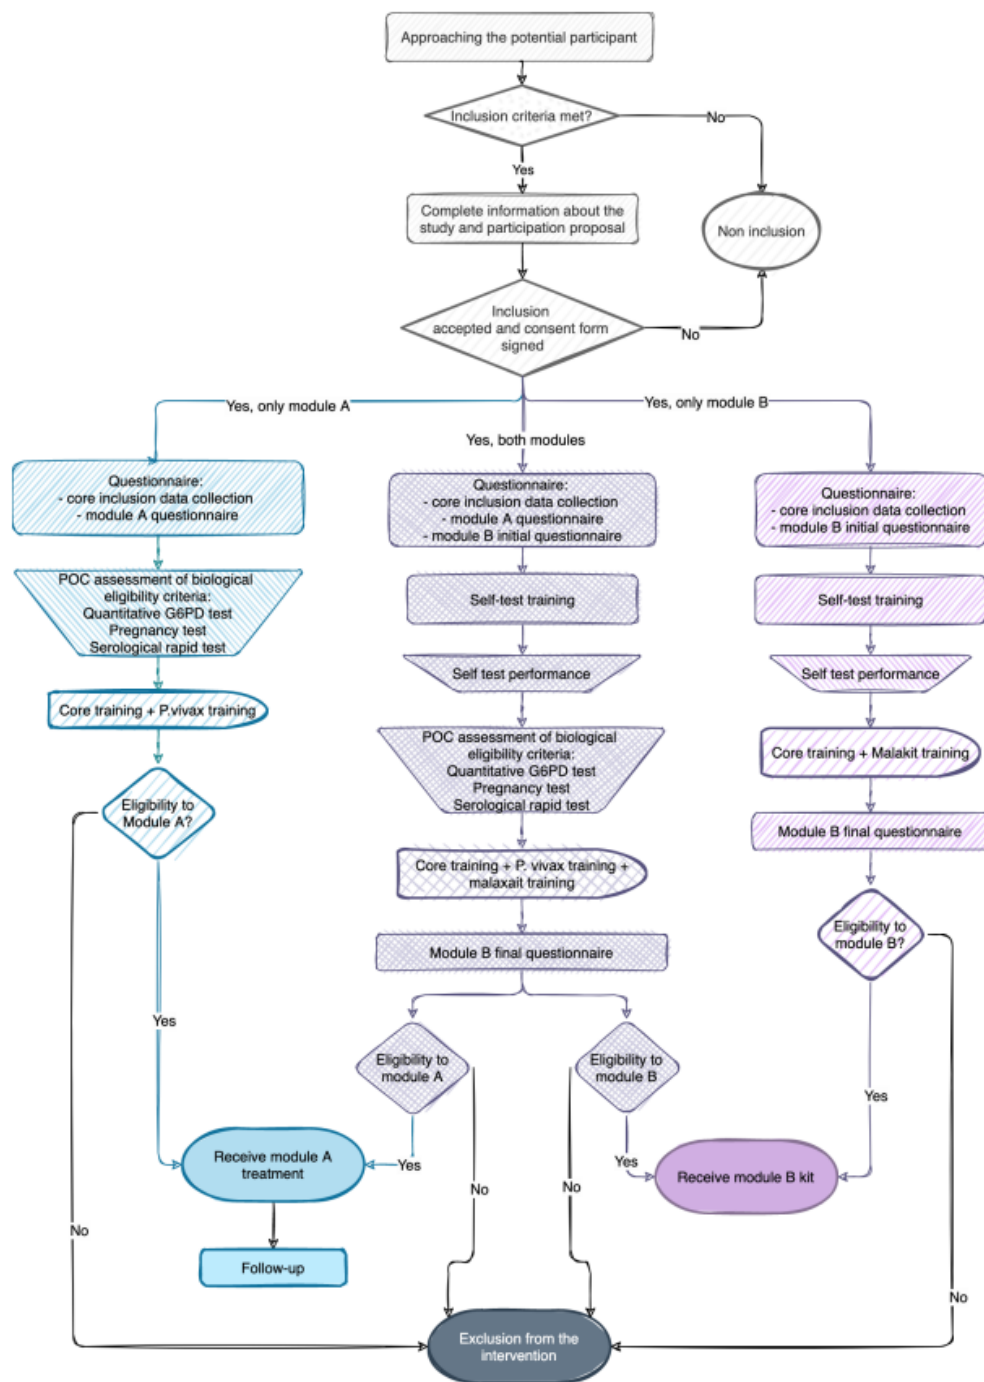 Approaching the potential participant
Inclusion criteria met?
No
Yes
Complete information about the
study and participation proposal
Non inclusion
Inclusion
accepted and consent form
signed
No
Yes, only module A
Yes, both modules
Yes, only module B
Questionnaire:
- core inclusion data collection
- module A questionnaire
POC assessment of biological
eligibility criteria:
Quantitative G6PD test
Pregnancy test
Serological rapid test
Core training + P.vivax training
Eligibility to
Module A?
Yes
No
Questionnaire:
- core inclusion data collection
- module A questionnaire
- module B initial questionnaire
Self-test training
Self test performance
POC assessment of biological
eligibility criteria:
Quantitative G6PD test
Pregnancy test
Serological rapid test
Core training + P. vivax training +
malaxait training
Module B final questionnaire
Eligibility to
module A
Yes
No
Eligibility to
module B
Yes
No
Questionnaire:
- core inclusion data collection
- module B initial questionnaire
Self-test training
Self test performance
Core training + Malakit training
Module B final questionnaire
Eligibility to
module B?
Yes
No
Receive module A
treatment
Follow-up
Receive module B kit
Exclusion from the
intervention